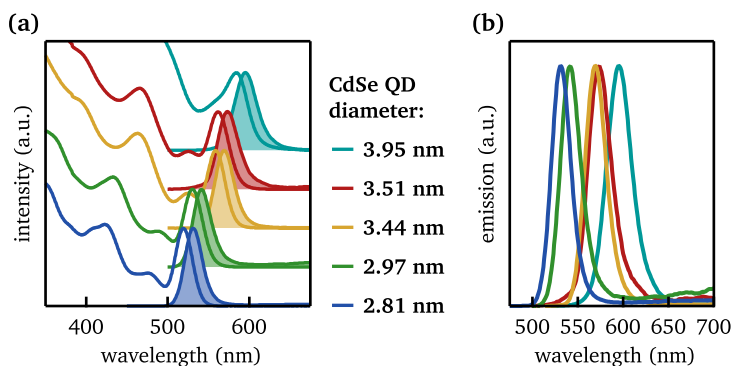 (a)
intensity (a.u.)
400
500
600
wavelength (nm)
CdSe QD
diameter:
3.95 nm
3.51 nm
3.44 nm
2.97 nm
2.81 nm
(b)
emission (a.u.)
500
550
600
650
700
wavelength (nm)